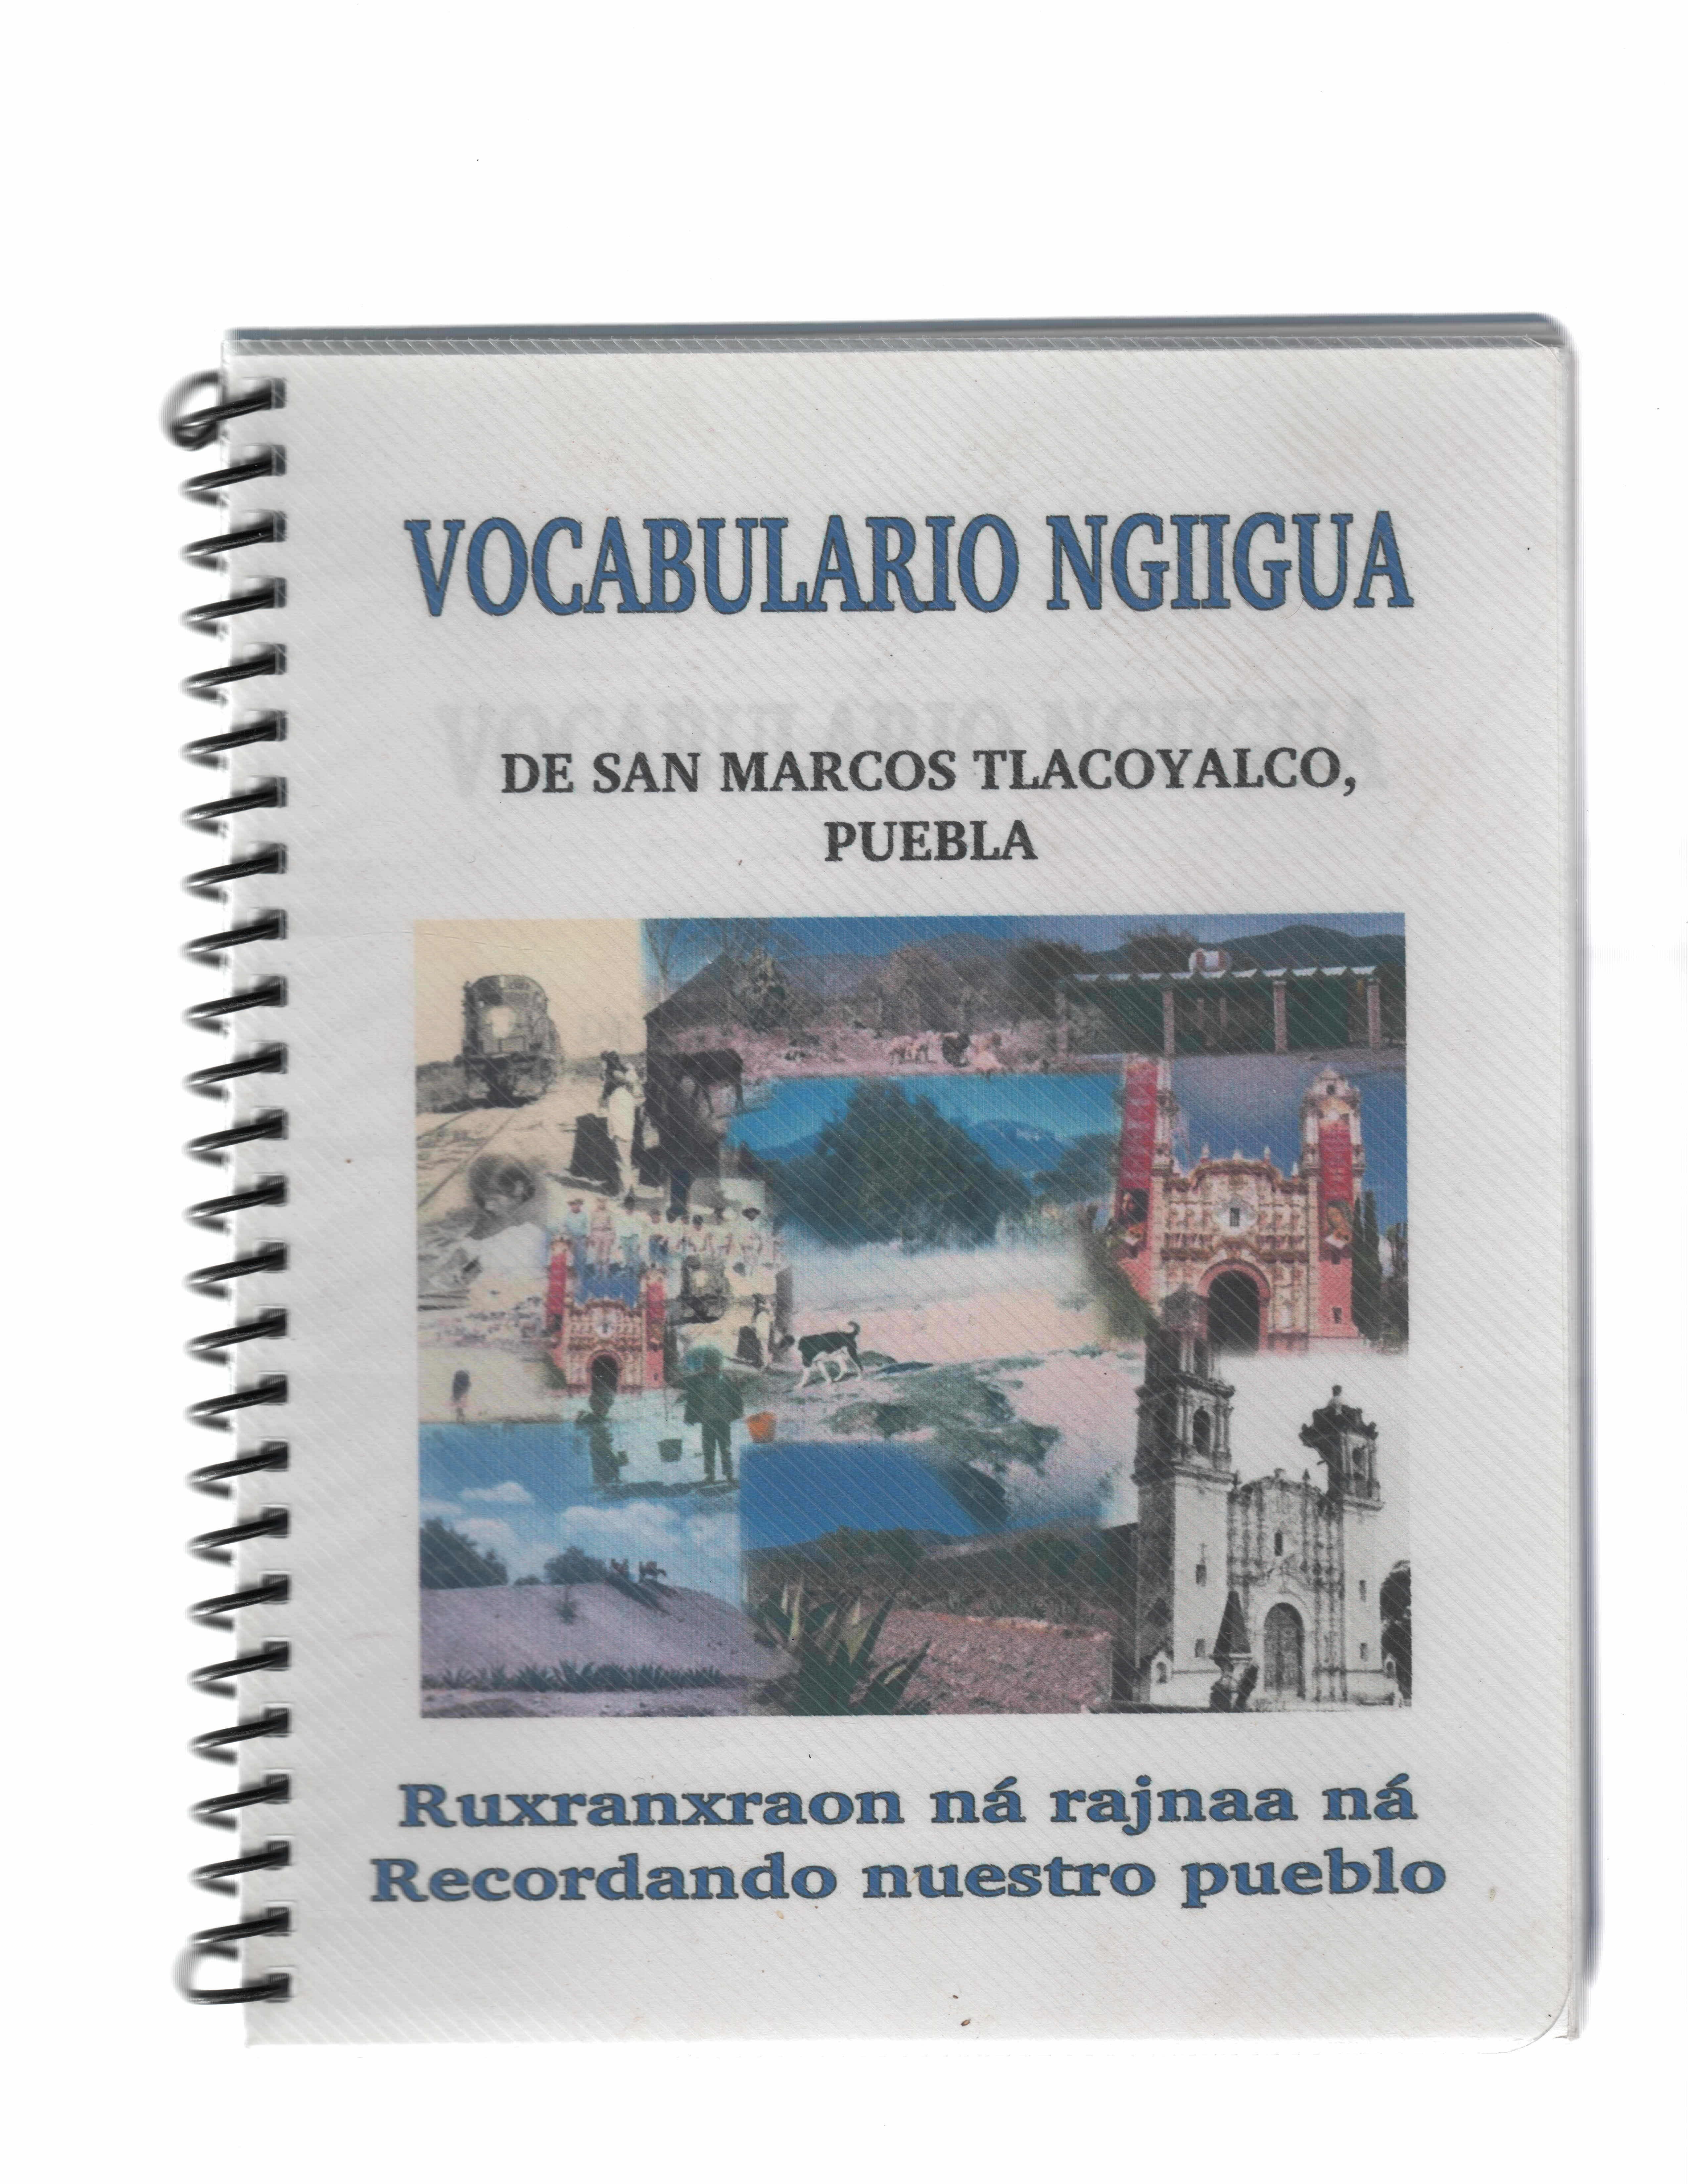 VOCABULARIO NGIIGUA
DE SAN MARCOS TLACOYALCO,
PUEBLA
Ruxranxraon ná rajnaa ná
Recordando nuestro pueblo